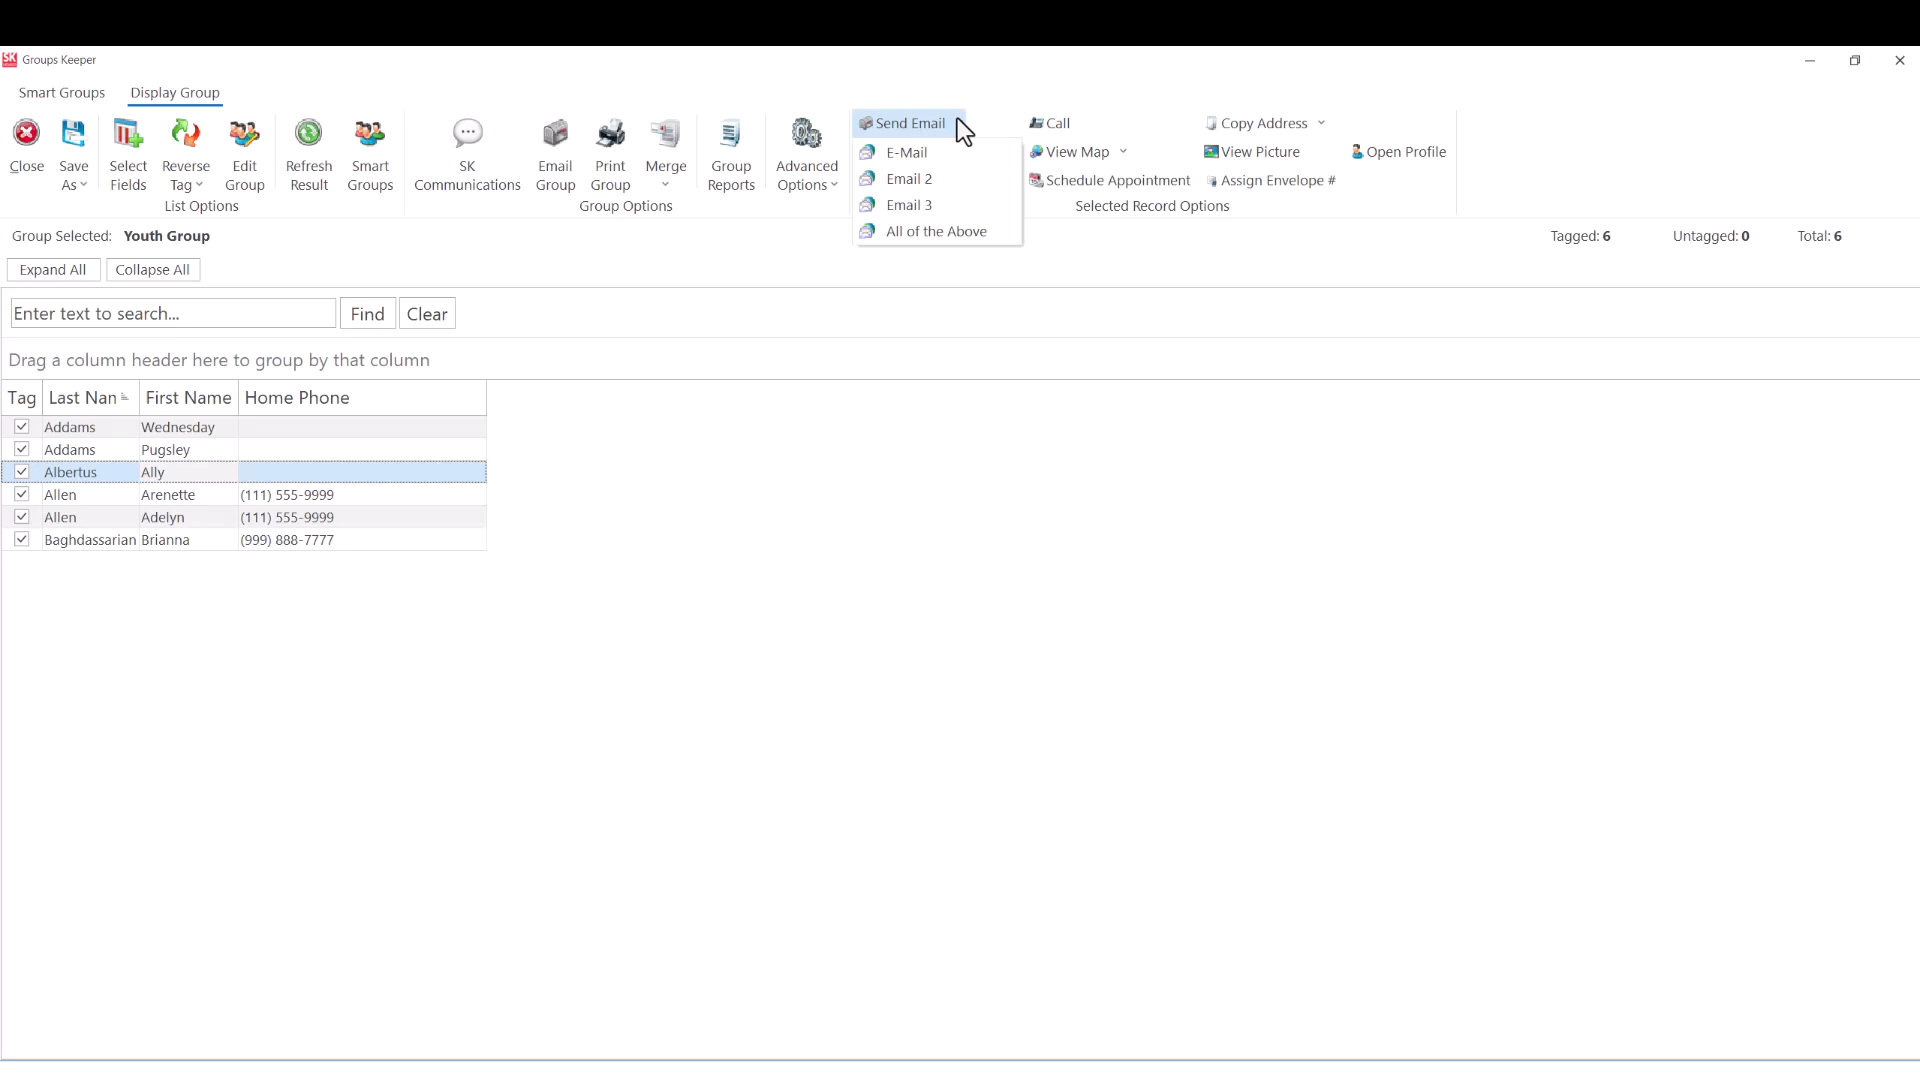 SK Groups Keeper
Smart Groups Display Group
Close
Save As
Select Fields
Reverse Tag
Edit Group
List Options
Refresh Result
Smart Groups
SK Communications
Email Group
Print Group
Merge
Group Options
Group Reports
Advanced Options
Send Email
E-Mail
Email 2
Email 3
All of the Above
Call
View Map
Schedule Appointment
Copy Address
View Picture
Assign Envelope #
Open Profile
Selected Record Options
Group Selected: Youth Group
Tagged: 6 Untagged: 0 Total: 6
Expand All Collapse All
Enter text to search... Find Clear
Drag a column header here to group by that column
Tag Last Nan First Name Home Phone
Addams Wednesday
Addams Pugsley
Albertus Ally
Allen Arenette (111) 555-9999
Allen Adelyn (111) 555-9999
Baghdassarian Brianna (999) 888-7777